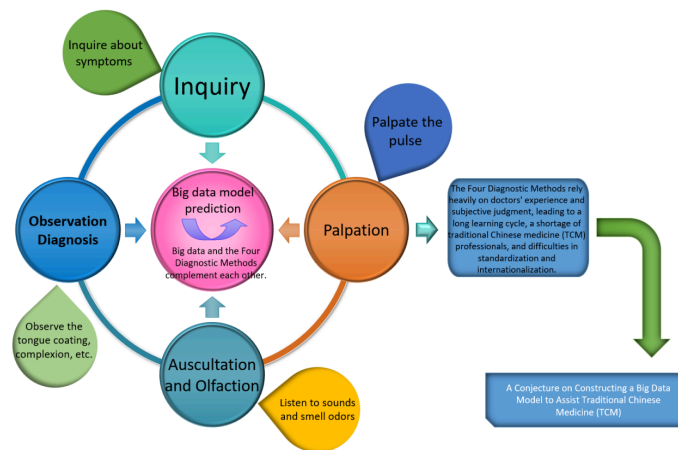 Inquire about
symptoms
Inquiry
Palpate the
pulse
Observation
Diagnosis
Big data model
prediction
Big data and the Four
Diagnostic Methods
complement each other.
Palpation
The Four Diagnostic Methods rely
heavily on doctors' experience and
subjective judgment, leading to a
long learning cycle, a shortage of
traditional Chinese medicine (TCM)
professionals, and difficulties in
standardization and
internationalization.
Observe the
tongue coating,
complexion, etc.
Auscultation
and Olfaction
Listen to sounds
and smell odors
A Conjecture on Constructing a Big Data
Model to Assist Traditional Chinese
Medicine (TCM)